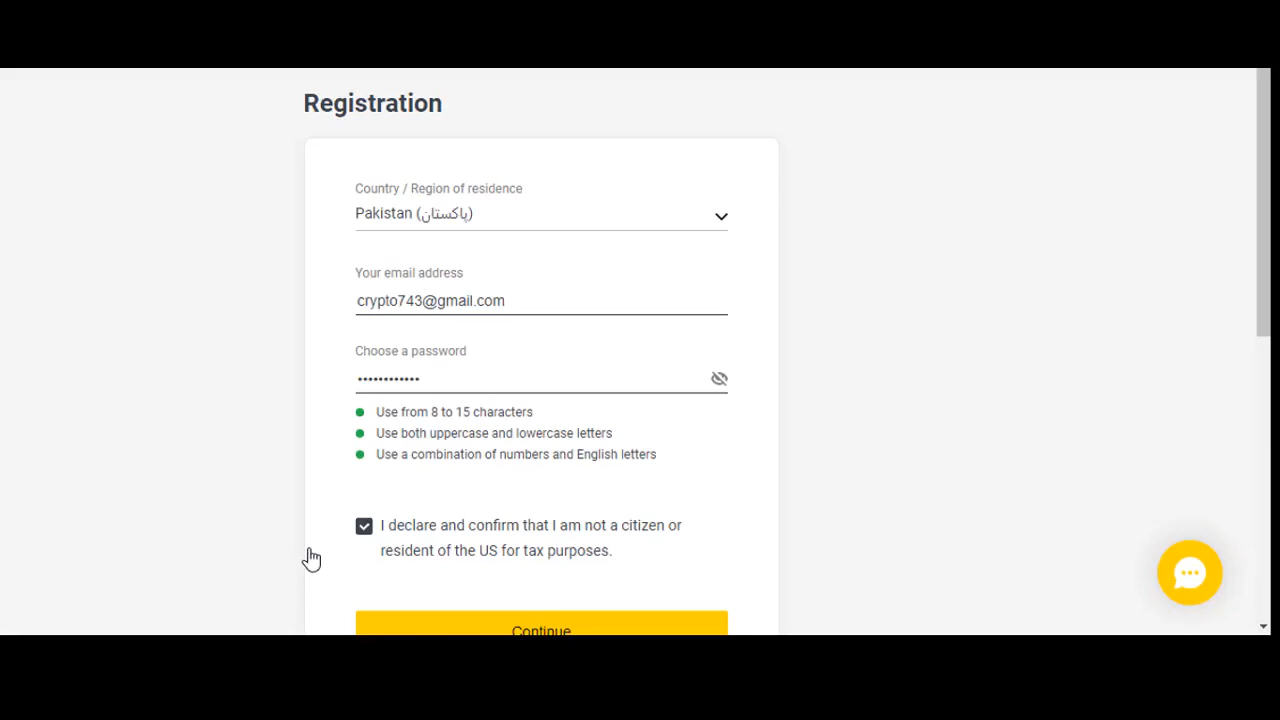 Registration
Country / Region of residence
Pakistan (پاکستان)
Your email address
crypto743@gmail.com
Choose a password
••••••••••••
Use from 8 to 15 characters
Use both uppercase and lowercase letters
Use a combination of numbers and English letters
I declare and confirm that I am not a citizen or
resident of the US for tax purposes.
Continue